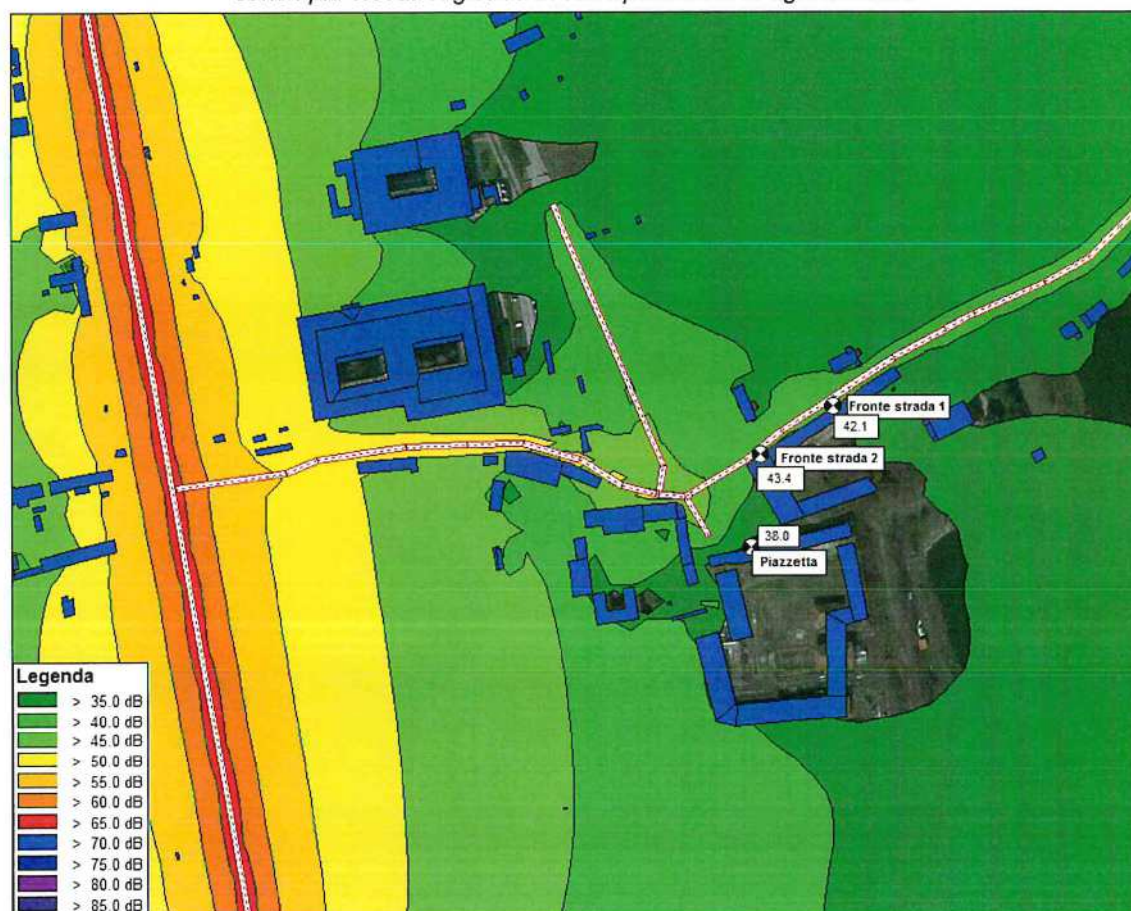 Fronte strada 1
42.1
Fronte strada 2
43.4
38.0
Piazzetta
Legenda
> 35.0 dB
> 40.0 dB
> 45.0 dB
> 50.0 dB
> 55.0 dB
> 60.0 dB
> 65.0 dB
> 70.0 dB
> 75.0 dB
> 80.0 dB
> 85.0 dB